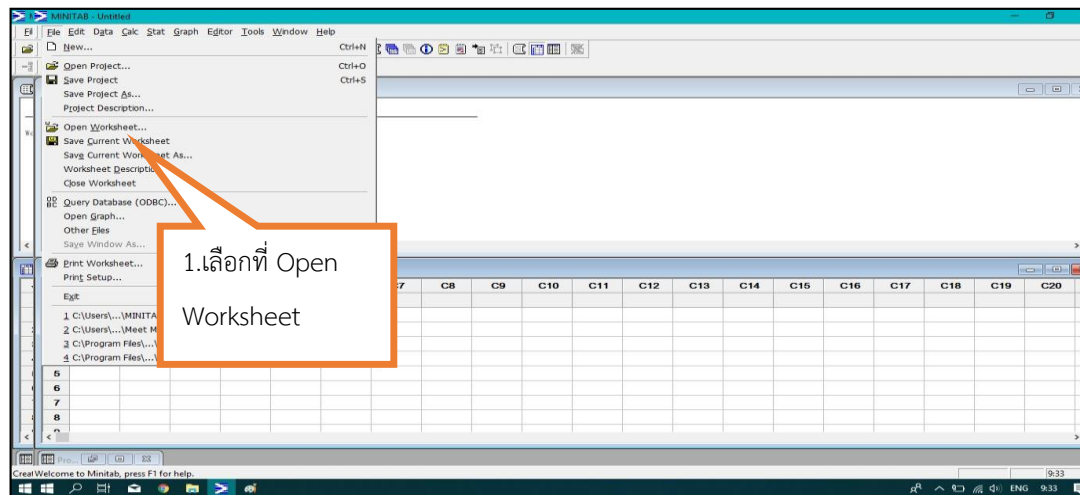 MINITAB - Untitled
File Edit Data Calc Stat Graph Editor Tools Window Help
New... Ctrl+N
Open Project... Ctrl+O
Save Project Ctrl+S
Save Project As...
Project Description...
Open Worksheet...
Save Current Worksheet
Save Current Worksheet As...
Worksheet Description
Close Worksheet
Query Database (ODBC)...
Open Graph...
Other Files
Save Window As...
Print Worksheet...
Print Setup...
Exit
1 C:\Users\...\MINITA
2 C:\Users\...\Meet M
3 C:\Program Files\...\
4 C:\Program Files\...\
1.เลือกที่ Open
Worksheet
C8 C9 C10 C11 C12 C13 C14 C15 C16 C17 C18 C19 C20
5
6
7
8
Pro...
Welcome to Minitab, press F1 for help. 9:33
ENG 9:33